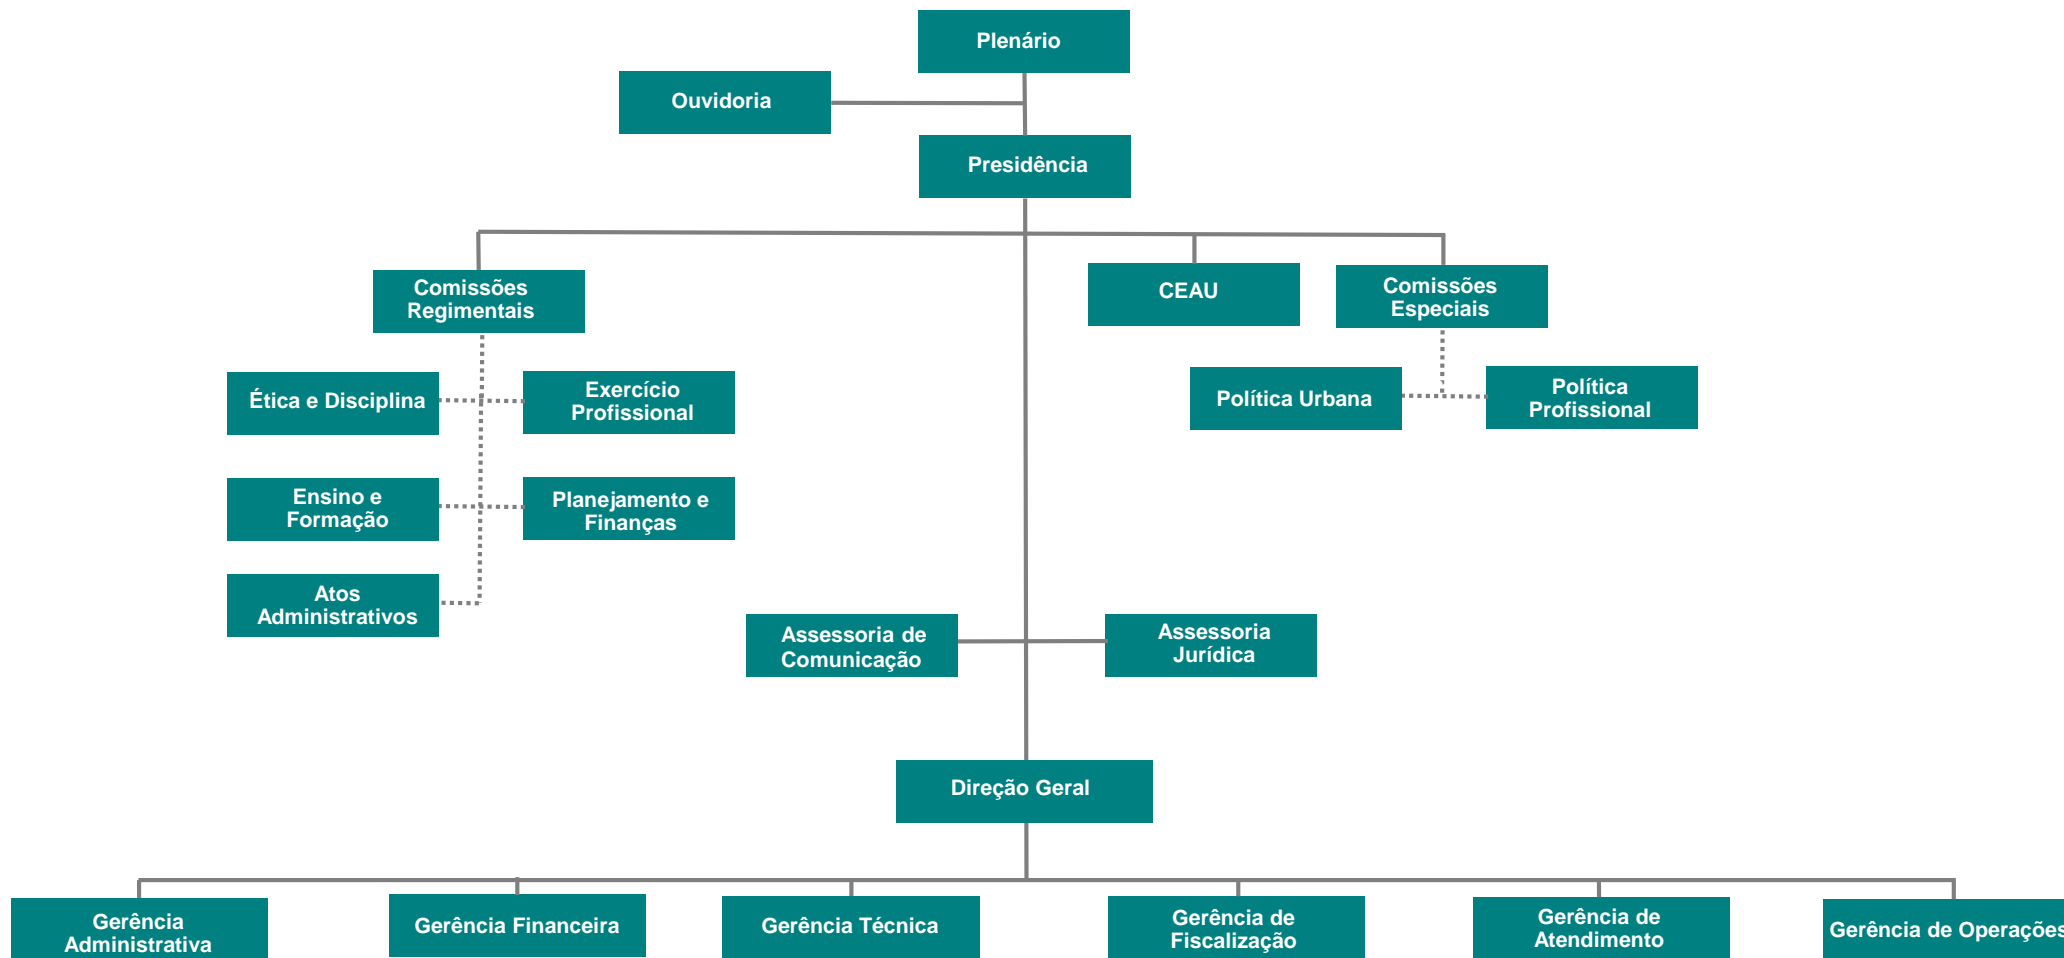 Plenário
Ouvidoria
Presidência
Comissões
Regimentais
CEAU
Comissões
Especiais
Ética e Disciplina
Exercício
Profissional
Política Urbana
Política
Profissional
Ensino e
Formação
Planejamento e
Finanças
Atos
Administrativos
Assessoria de
Comunicação
Assessoria
Jurídica
Direção Geral
Gerência
Administrativa
Gerência Financeira
Gerência Técnica
Gerência de
Fiscalização
Gerência de
Atendimento
Gerência de Operações